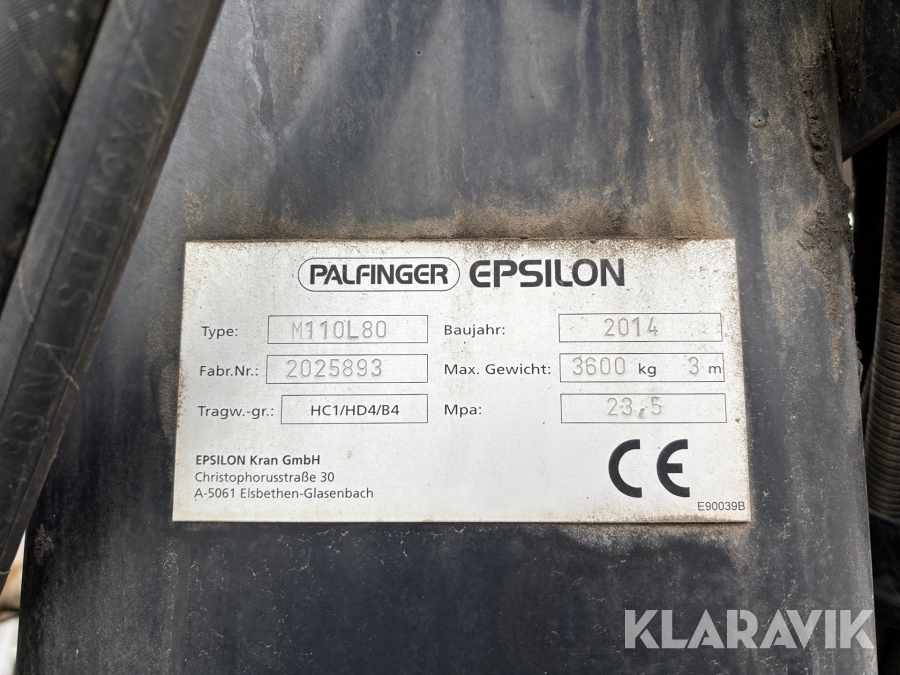 PALFINGER EPSILON
Type: M110L80 Baujahr: 2014
Fabr.Nr.: 2025893 Max. Gewicht: 3600 kg 3 m
Tragw.-gr.: HC1/HD4/B4 Mpa: 23,5
EPSILON Kran GmbH
Christophorusstraße 30
A-5061 Elsbethen-Glasenbach
CE
E90039B
KLARAVIK